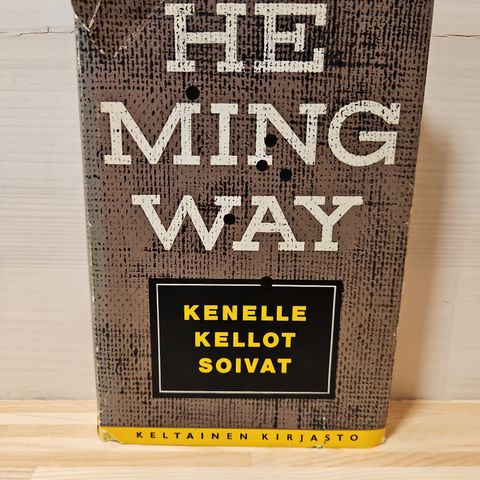 HE
MING
WAY
KENELLE
KELLOT
SOIVAT
KELTAINEN KIRJASTO